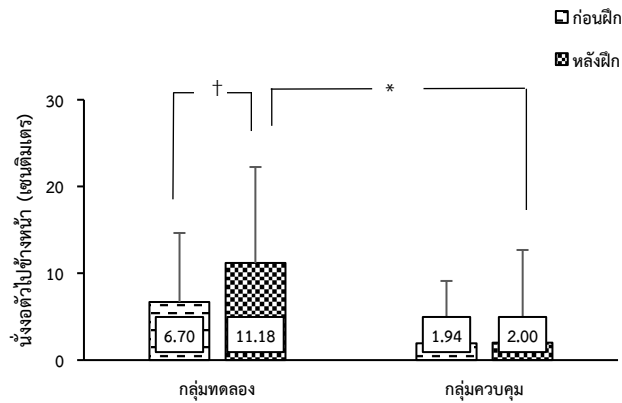 ก่อนฝึก
หลังฝึก
† *
30
20
10
0
นั่งงอตัวไปข้างหน้า (เซนติเมตร)
6.70 11.18 1.94 2.00
กลุ่มทดลอง กลุ่มควบคุม